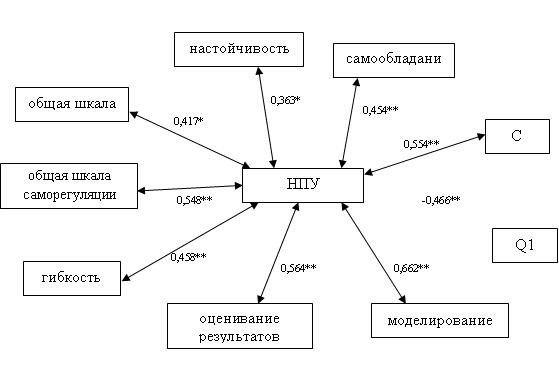 настойчивость
самообладани
0,363*
0,454**
общая шкала
0,417*
0,554**
С
общая шкала
саморегуляции
0,548**
НПУ
-0,466**
Q1
гибкость
0,458**
0,564**
0,662**
оценивание
результатов
моделирование